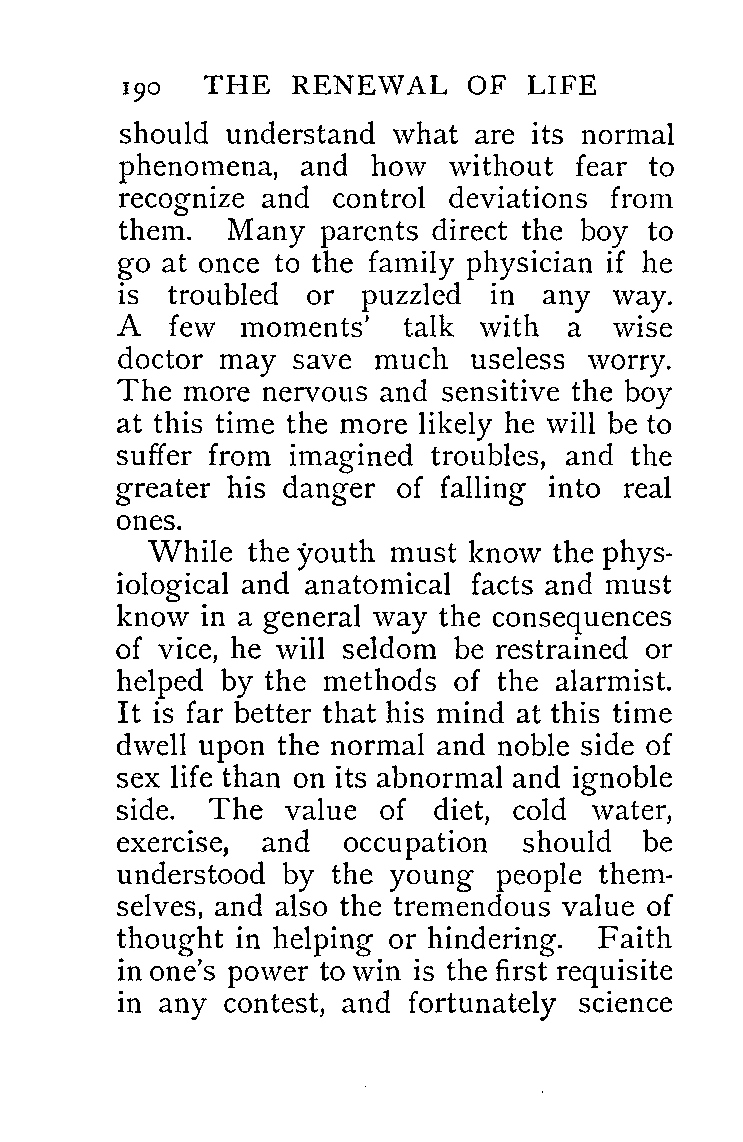 190 THE RENEWAL OF LIFE
should understand what are its normal
phenomena, and how without fear to
recognize and control deviations from
them. Many parents direct the boy to
go at once to the family physician if he
is troubled or puzzled in any way.
A few moments' talk with a wise
doctor may save much useless worry.
The more nervous and sensitive the boy
at this time the more likely he will be to
suffer from imagined troubles, and the
greater his danger of falling into real
ones.
While the youth must know the phys-
iological and anatomical facts and must
know in a general way the consequences
of vice, he will seldom be restrained or
helped by the methods of the alarmist.
It is far better that his mind at this time
dwell upon the normal and noble side of
sex life than on its abnormal and ignoble
side. The value of diet, cold water,
exercise, and occupation should be
understood by the young people them-
selves, and also the tremendous value of
thought in helping or hindering. Faith
in one's power to win is the first requisite
in any contest, and fortunately science